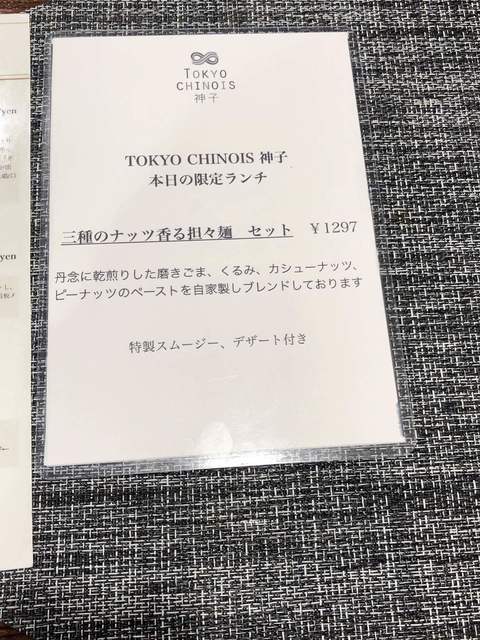 TOKYO
CHINOIS
神子
TOKYO CHINOIS 神子
本日の限定ランチ
三種のナッツ香る担々麺　セット　￥1297
丹念に乾煎りした磨きごま、くるみ、カシューナッツ、
ピーナッツのペーストを自家製しブレンドしております
特製スムージー、デザート付き
yen
yen